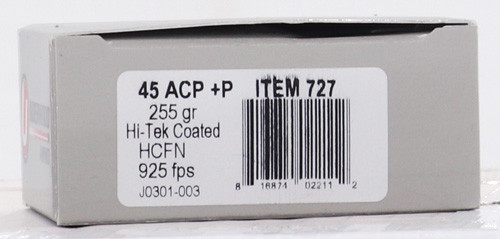 45 ACP +P ITEM 727
255 gr
Hi-Tek Coated
HCFN
925 fps
J0301-003
8 16874 02211 2